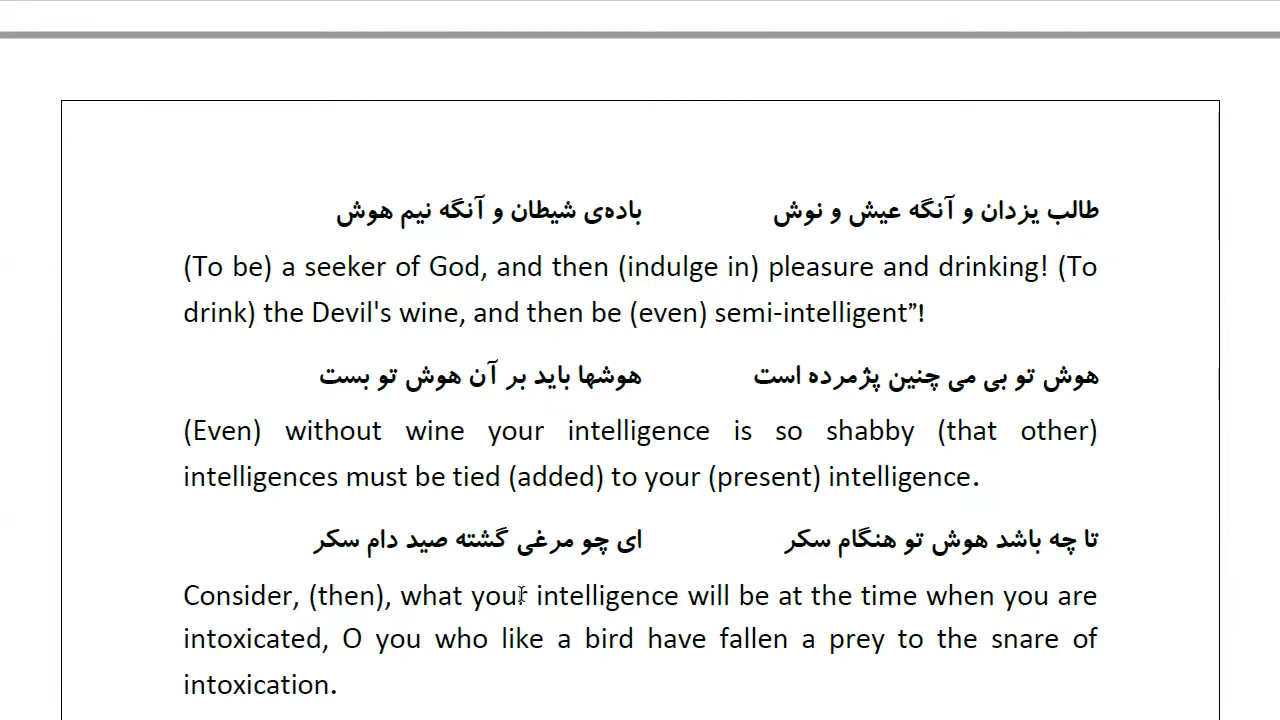 طالب یزدان و آنگه عیش و نوش باده‌ی شیطان و آنگه نیم هوش
(To be) a seeker of God, and then (indulge in) pleasure and drinking! (To
drink) the Devil's wine, and then be (even) semi-intelligent”!
هوش تو بی می چنین پژمرده است هوشها باید بر آن هوش تو بست
(Even) without wine your intelligence is so shabby (that other)
intelligences must be tied (added) to your (present) intelligence.
تا چه باشد هوش تو هنگام سکر ای چو مرغی گشته صید دام سکر
Consider, (then), what your intelligence will be at the time when you are
intoxicated, O you who like a bird have fallen a prey to the snare of
intoxication.